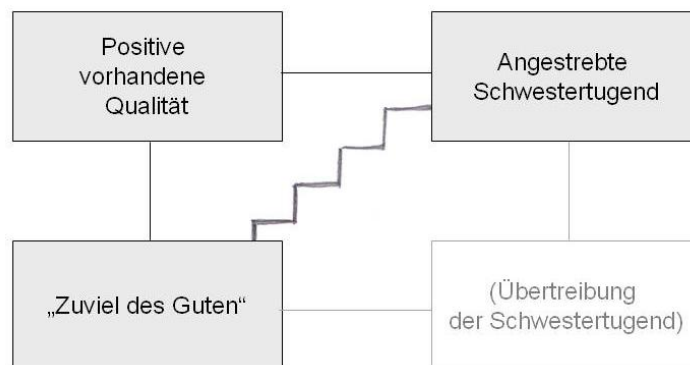 Positive
vorhandene
Qualität
Angestrebte
Schwestertugend
„Zuviel des Guten“
(Übertreibung
der Schwestertugend)